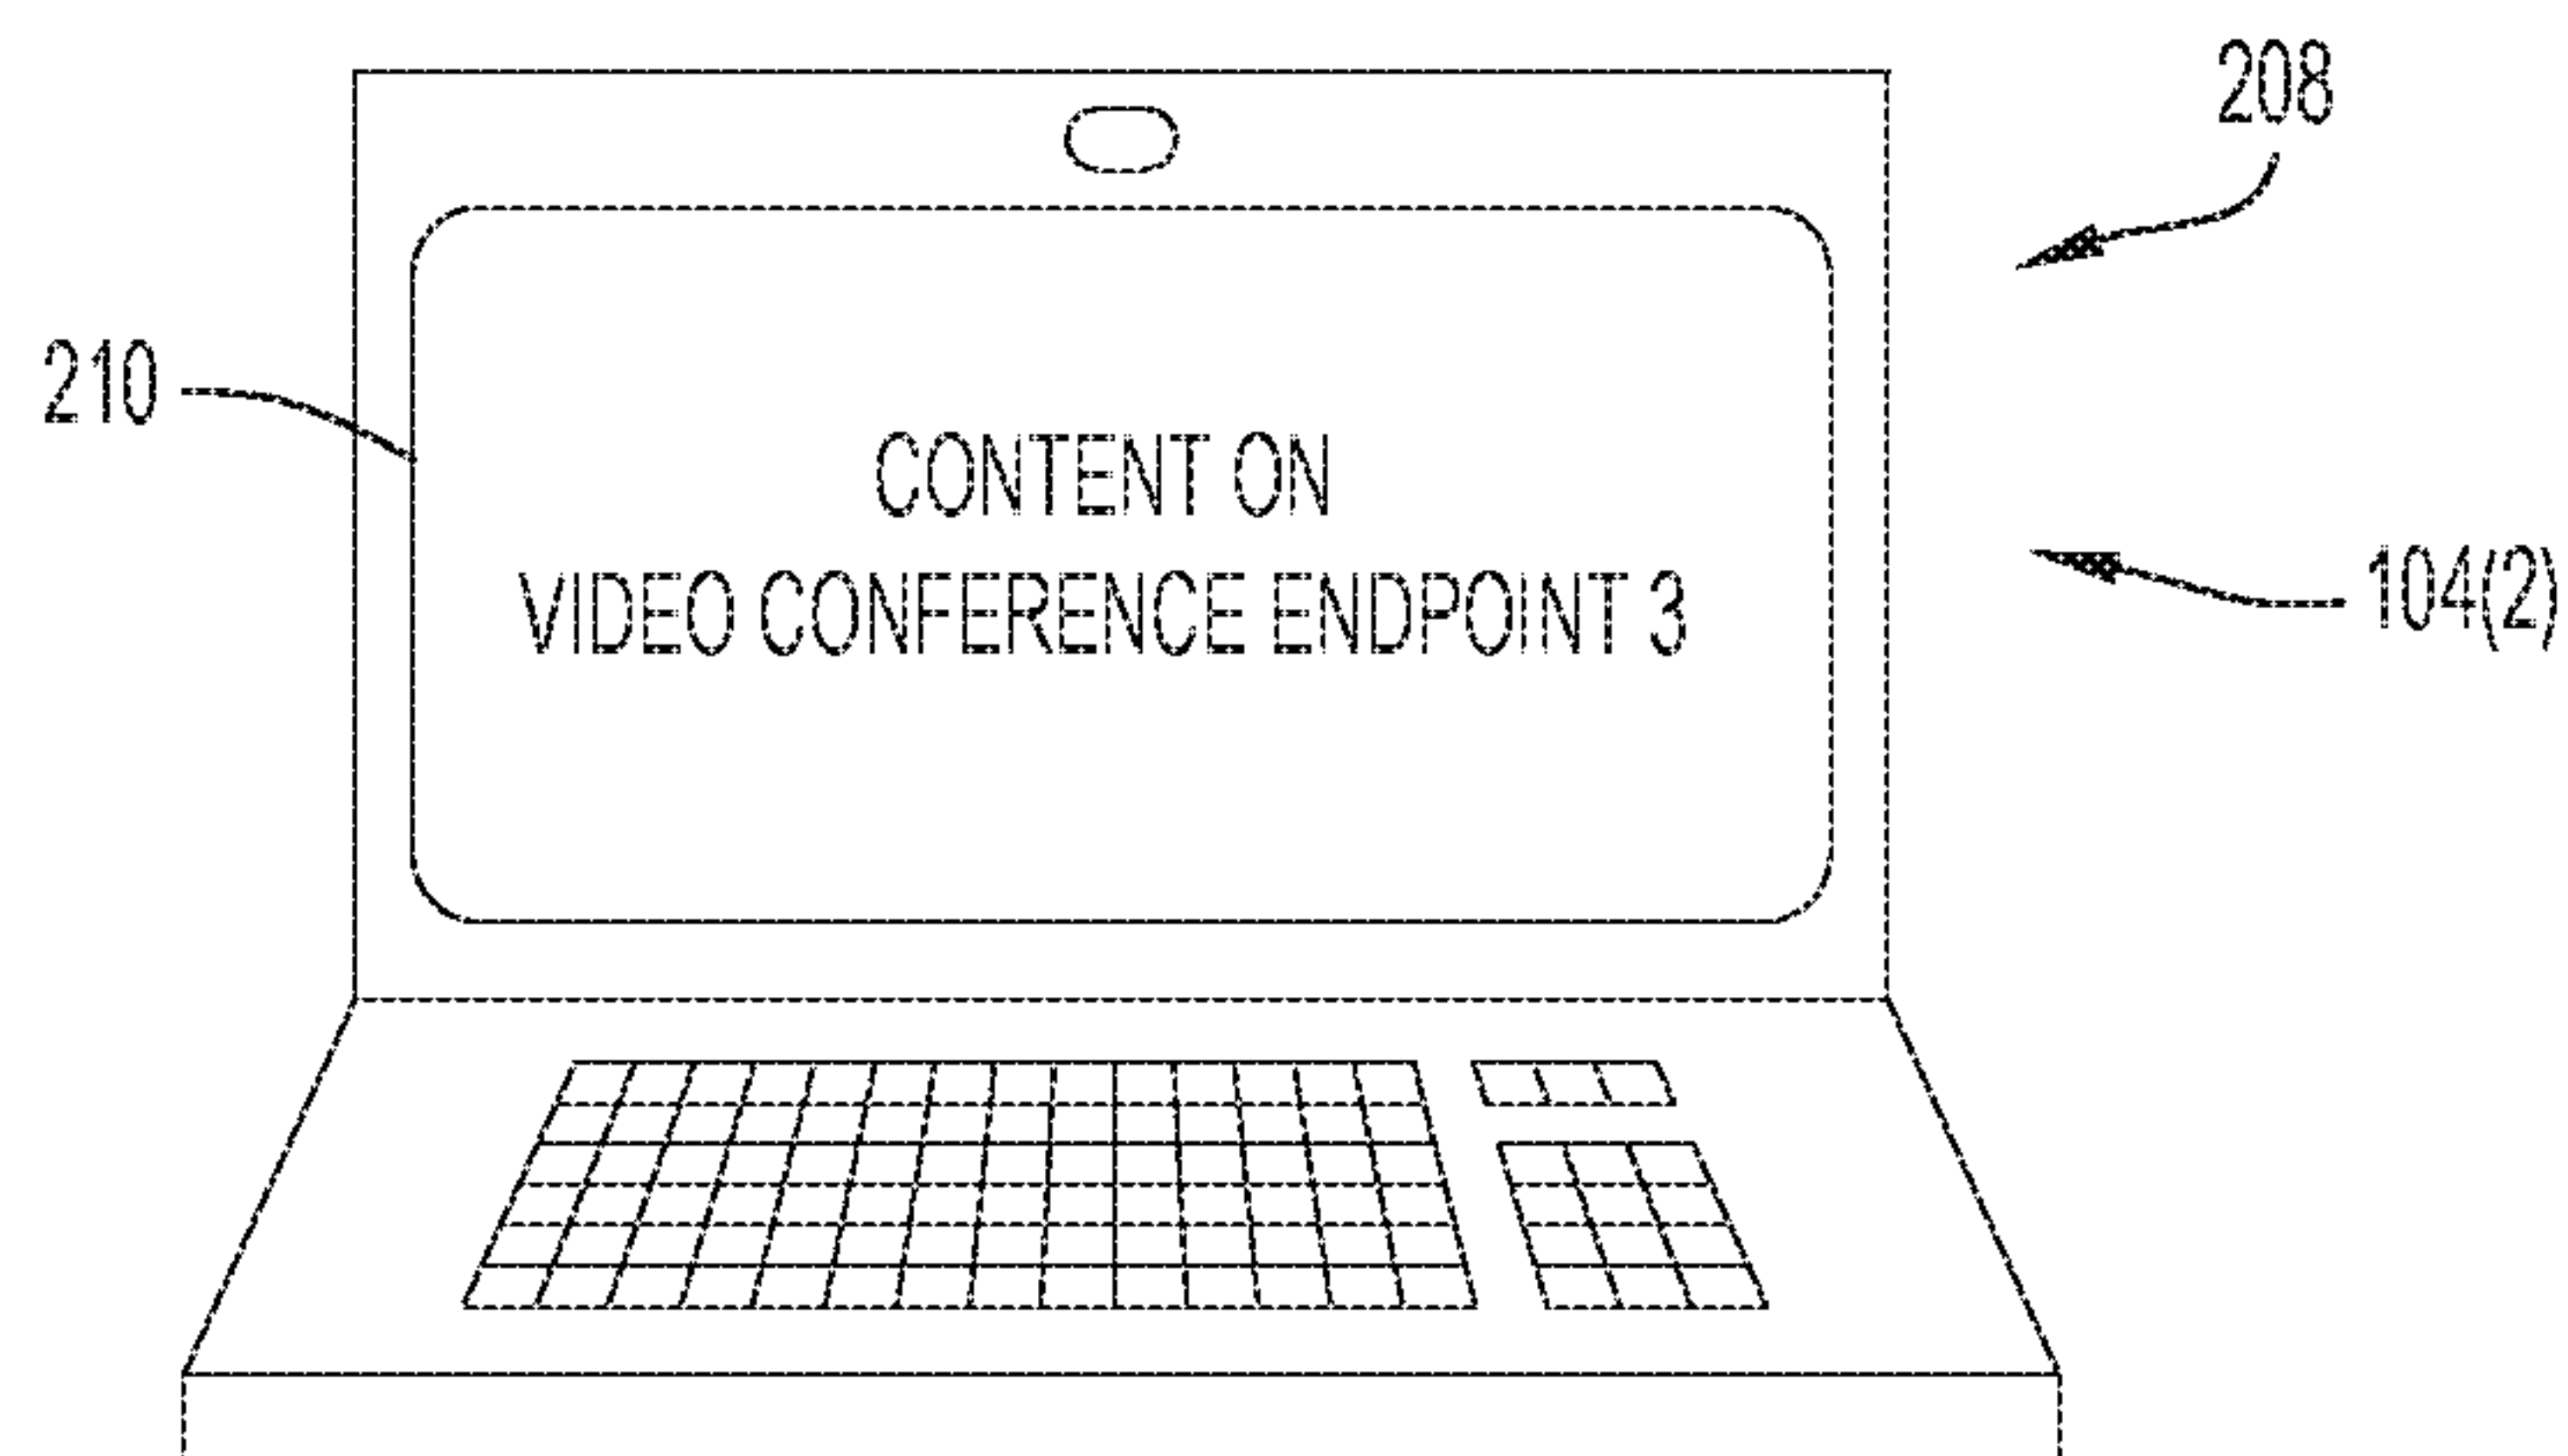 208
210
CONTENT ON
VIDEO CONFERENCE ENDPOINT 3
104(2)